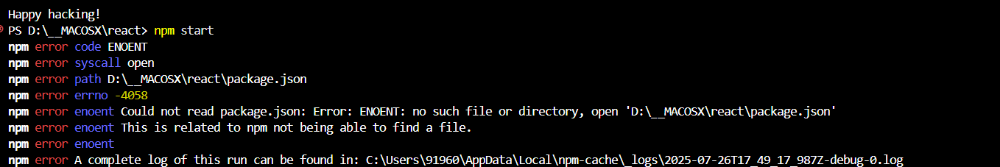 Happy hacking!
PS D:\__MACOSX\react> npm start
npm error code ENOENT
npm error syscall open
npm error path D:\__MACOSX\react\package.json
npm error errno -4058
npm error enoent Could not read package.json: Error: ENOENT: no such file or directory, open 'D:\__MACOSX\react\package.json'
npm error enoent This is related to npm not being able to find a file.
npm error enoent
npm error A complete log of this run can be found in: C:\Users\91960\AppData\Local\npm-cache\_logs\2025-07-26T17_49_17_987Z-debug-0.log